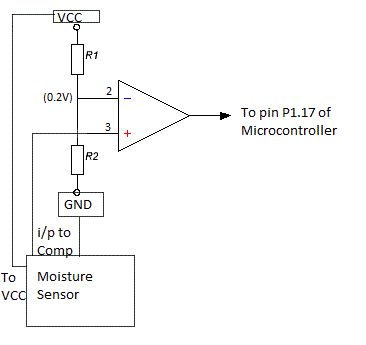 VCC
R1
(0.2V)
2
−
To pin P1.17 of
Microcontroller
3
+
R2
GND
i/p to
Comp
To
VCC
Moisture
Sensor